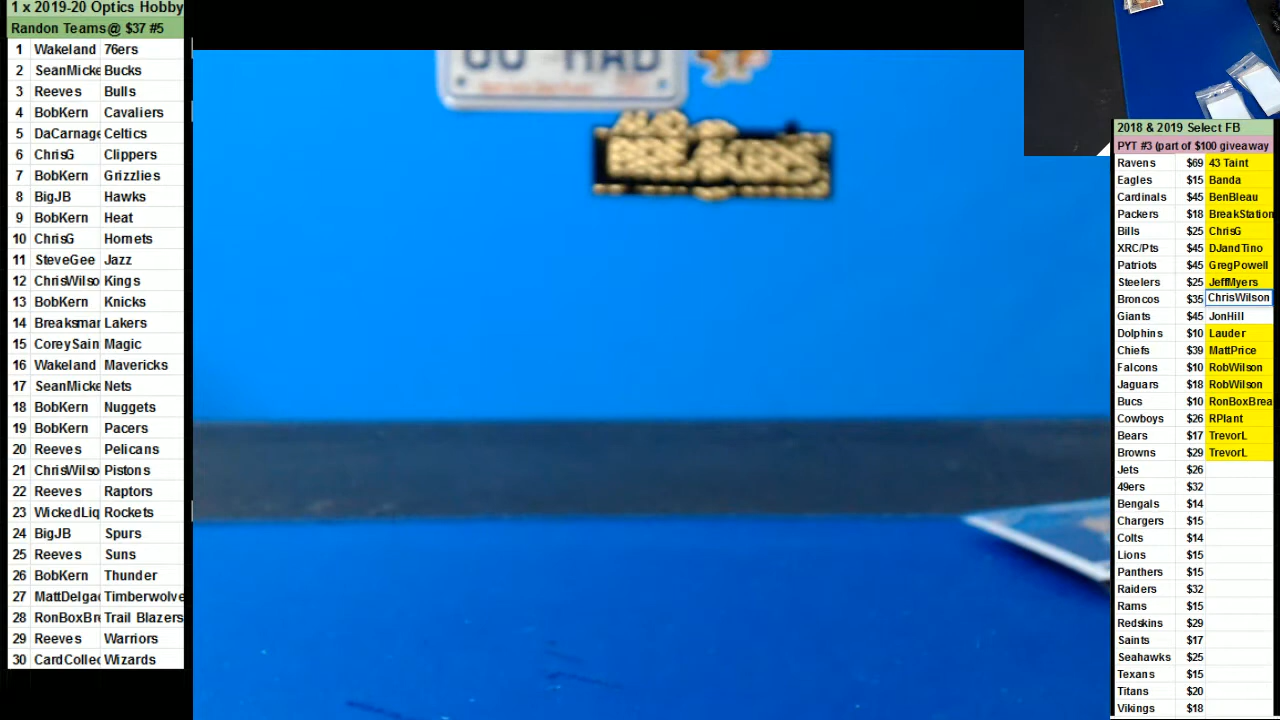 1 x 2019-20 Optics Hobby
Randon Teams@ $37 #5
1 Wakeland 76ers
2 SeanMicke Bucks
3 Reeves Bulls
4 BobKern Cavaliers
5 DaCarnage Celtics
6 ChrisG Clippers
7 BobKern Grizzlies
8 BigJB Hawks
9 BobKern Heat
10 ChrisG Hornets
11 SteveGee Jazz
12 ChrisWilso Kings
13 BobKern Knicks
14 Breaksmar Lakers
15 CoreySain Magic
16 Wakeland Mavericks
17 SeanMicke Nets
18 BobKern Nuggets
19 BobKern Pacers
20 Reeves Pelicans
21 ChrisWilso Pistons
22 Reeves Raptors
23 WickedLiq Rockets
24 BigJB Spurs
25 Reeves Suns
26 BobKern Thunder
27 MattDelgac Timberwolve
28 RonBoxBre Trail Blazers
29 Reeves Warriors
30 CardCollec Wizards
BREAKERS
2018 & 2019 Select FB
PYT #3 (part of $100 giveaway
Ravens $69 43 Taint
Eagles $15 Banda
Cardinals $45 BenBleau
Packers $18 BreakStation
Bills $25 ChrisG
XRC/Pts $45 DJandTino
Patriots $45 GregPowell
Steelers $25 JeffMyers
Broncos $35 ChrisWilson
Giants $45 JonHill
Dolphins $10 Lauder
Chiefs $39 MattPrice
Falcons $10 RobWilson
Jaguars $18 RobWilson
Bucs $10 RonBoxBrea
Cowboys $26 RPlant
Bears $17 TrevorL
Browns $29 TrevorL
Jets $26
49ers $32
Bengals $14
Chargers $15
Colts $14
Lions $15
Panthers $15
Raiders $32
Rams $15
Redskins $29
Saints $17
Seahawks $25
Texans $15
Titans $20
Vikings $18